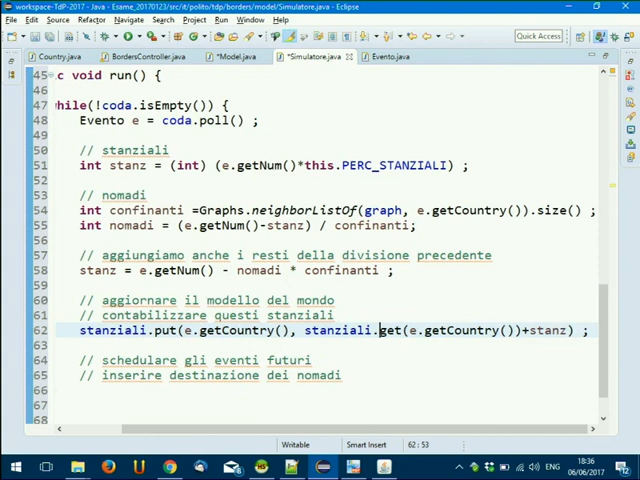 workspace-TdP-2017 - Java - Esame_20170123/src/it/polito/tdp/borders/model/Simulatore.java - Eclipse
File Edit Source Refactor Navigate Search Project Run Window Help
Quick Access
Country.java BordersController.java *Model.java *Simulatore.java Evento.java
45 c void run() {
46
47 hile(!coda.isEmpty()) {
48 Evento e = coda.poll() ;
49
50 // stanziali
51 int stanz = (int) (e.getNum()*this.PERC_STANZIALI) ;
52
53 // nomadi
54 int confinanti =Graphs.neighborListOf(graph, e.getCountry()).size() ;
55 int nomadi = (e.getNum()-stanz) / confinanti;
56
57 // aggiungiamo anche i resti della divisione precedente
58 stanz = e.getNum() - nomadi * confinanti ;
59
60 // aggiornare il modello del mondo
61 // contabilizzare questi stanziali
62 stanziali.put(e.getCountry(), stanziali.get(e.getCountry())+stanz) ;
63
64 // schedulare gli eventi futuri
65 // inserire destinazione dei nomadi
66
67
68
Writable Smart Insert 62 : 53
ENG 18:36
06/06/2017